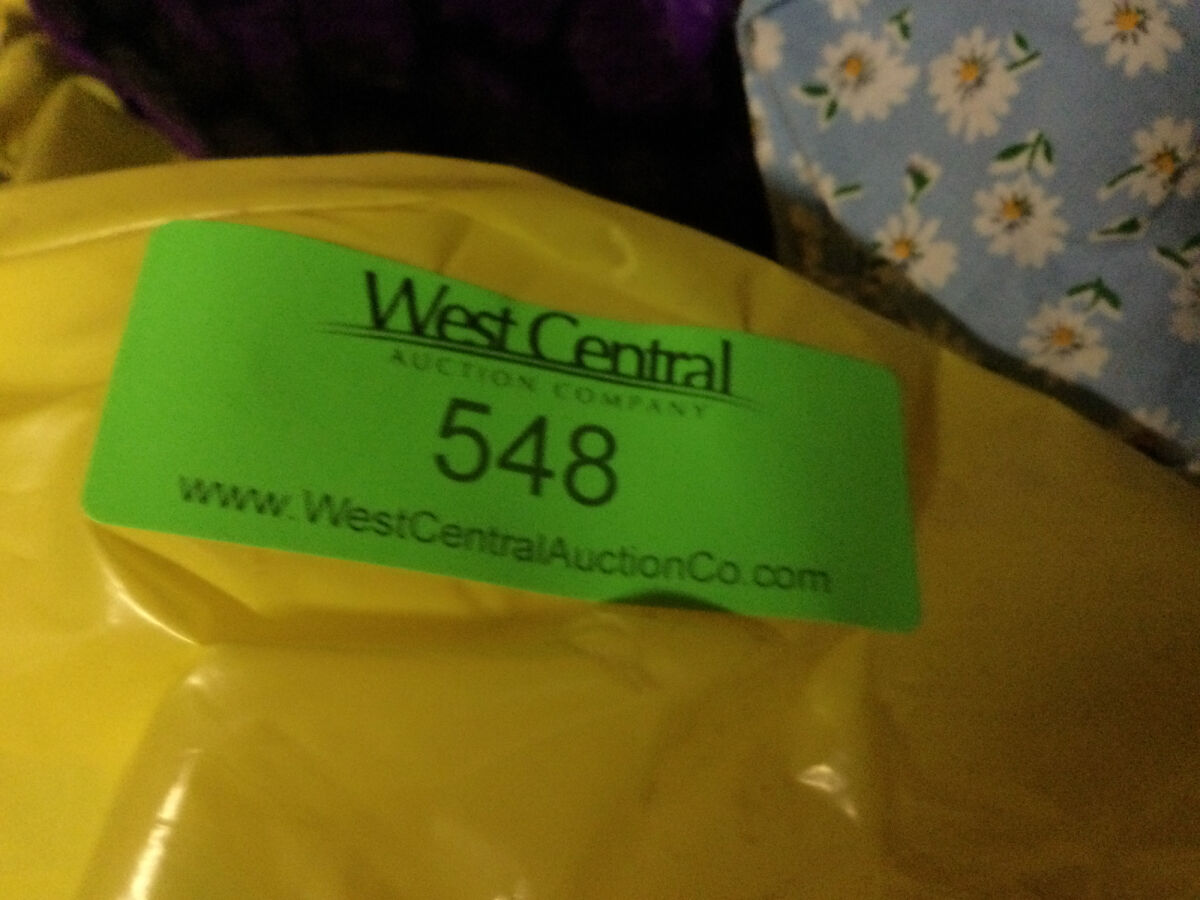 West Central
AUCTION COMPANY
548
www.WestCentralAuctionCo.com